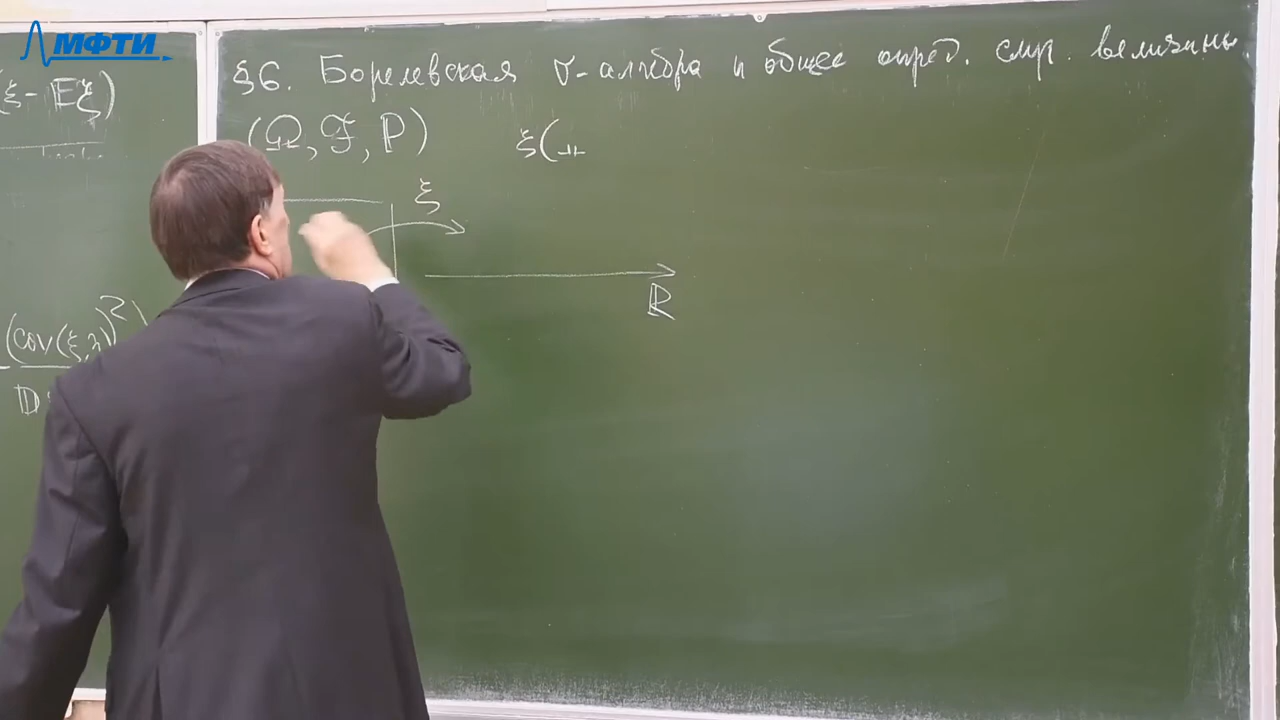 МФТИ
§6. Борелевская σ-алгебра и общее опред. случ. величины.
(Ω, ℱ, ℙ) ξ(
ξ
ℝ
ξ - 𝔼ξ)
(cov(ξ,η))²
𝔻